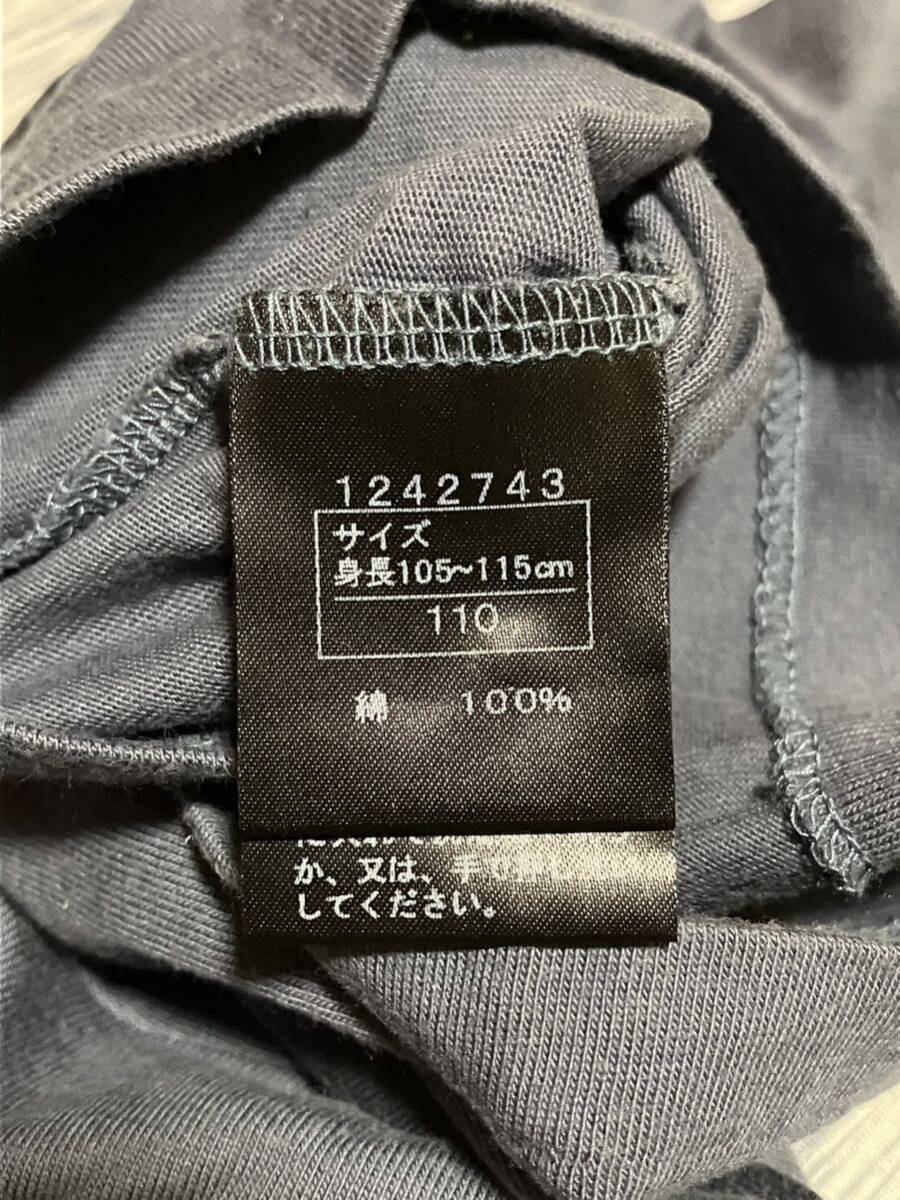 1242743
サイズ
身長105~115cm
110
綿 100%
か、又は、手
してください。